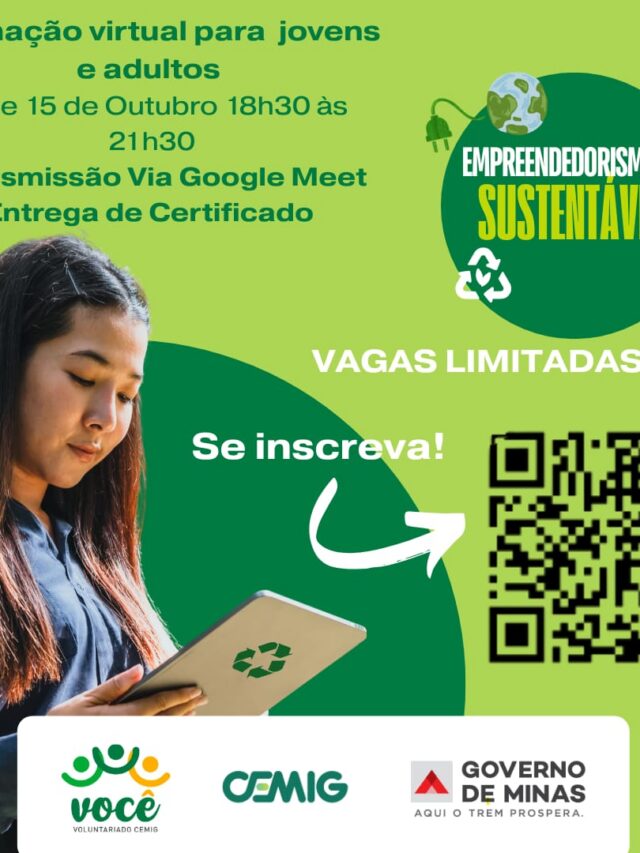 nação virtual para jovens
e adultos
e 15 de Outubro 18h30 às
21h30
smissão Via Google Meet
Entrega de Certificado
EMPREENDEDORISM
SUSTENTÁV
VAGAS LIMITADAS
Se inscreva!
você
VOLUNTARIADO CEMIG
CEMIG
GOVERNO
DE MINAS
AQUI O TREM PROSPERA.